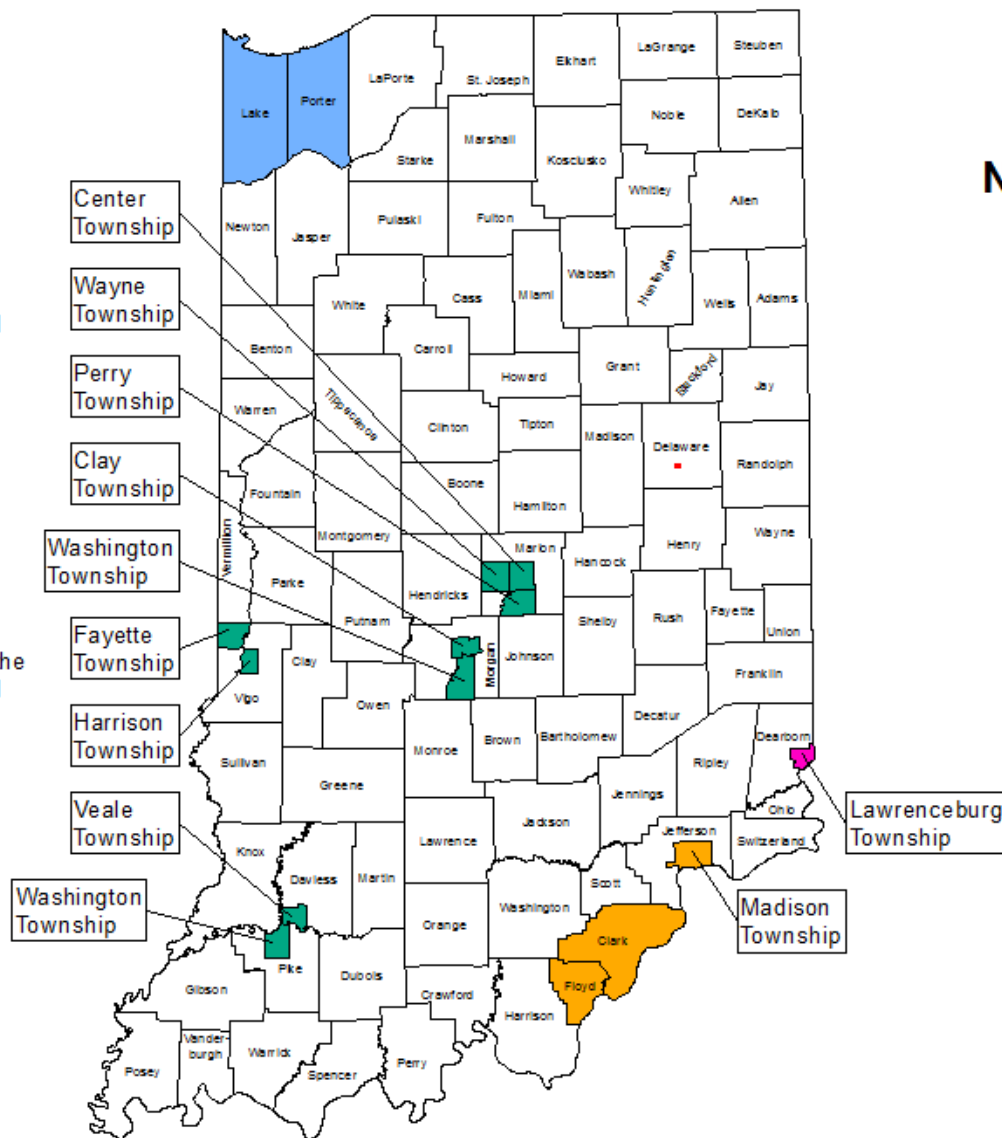 LaGrange
Steuben
Elkhart
LaPorte
St. Joseph
Lake
Porter
Noble
DeKalb
Marshall
Starke
Kosciusko
N
Whitley
Allen
Center
Township
Newton
Jasper
Pulaski
Fulton
Wabash
Huntington
Miami
Wayne
Township
White
Cass
Wells
Adams
Benton
Carroll
Grant
Blackford
Howard
Jay
Perry
Township
Warren
Tippecanoe
Clinton
Tipton
Madison
Delaware
Randolph
Clay
Township
Fountain
Boone
Hamilton
Vermillion
Montgomery
Marion
Hancock
Henry
Wayne
Washington
Township
Parke
Hendricks
Putnam
Shelby
Rush
Fayette
Union
Fayette
Township
he
Clay
Morgan
Johnson
Franklin
Vigo
Owen
Harrison
Township
Decatur
Monroe
Brown
Bartholomew
Dearborn
Ripley
Sullivan
Greene
Jennings
Ohio
Lawrenceburg
Township
Veale
Township
Jackson
Lawrence
Jefferson
Switzerland
Knox
Daviess
Martin
Scott
Washington
Township
Washington
Madison
Township
Orange
Clark
Pike
Dubois
Gibson
Crawford
Floyd
Harrison
Vander-
burgh
Warrick
Perry
Posey
Spencer